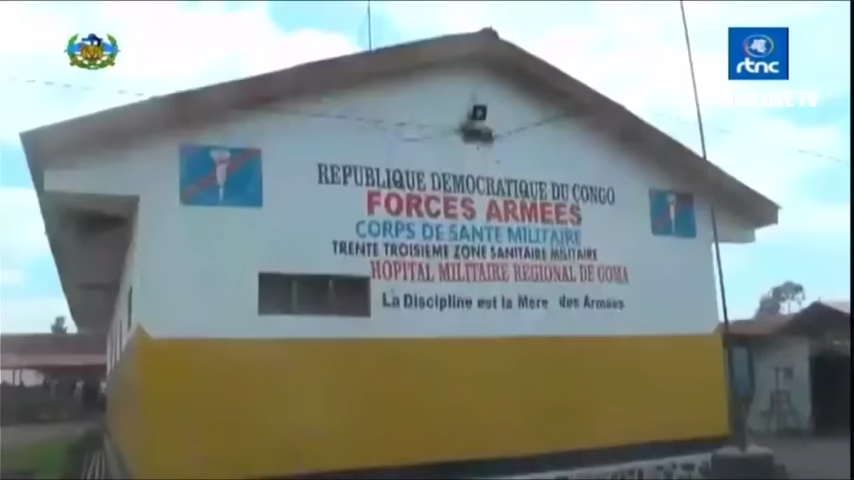 rtnc
REPUBLIQUE DEMOCRATIQUE DU CONGO
FORCES ARMEES
CORPS DE SANTE MILITAIRE
TRENTE TROISIEME ZONE SANITAIRE MILITAIRE
HOPITAL MILITAIRE REGIONAL DE GOMA
La Discipline est la Mere des Armees